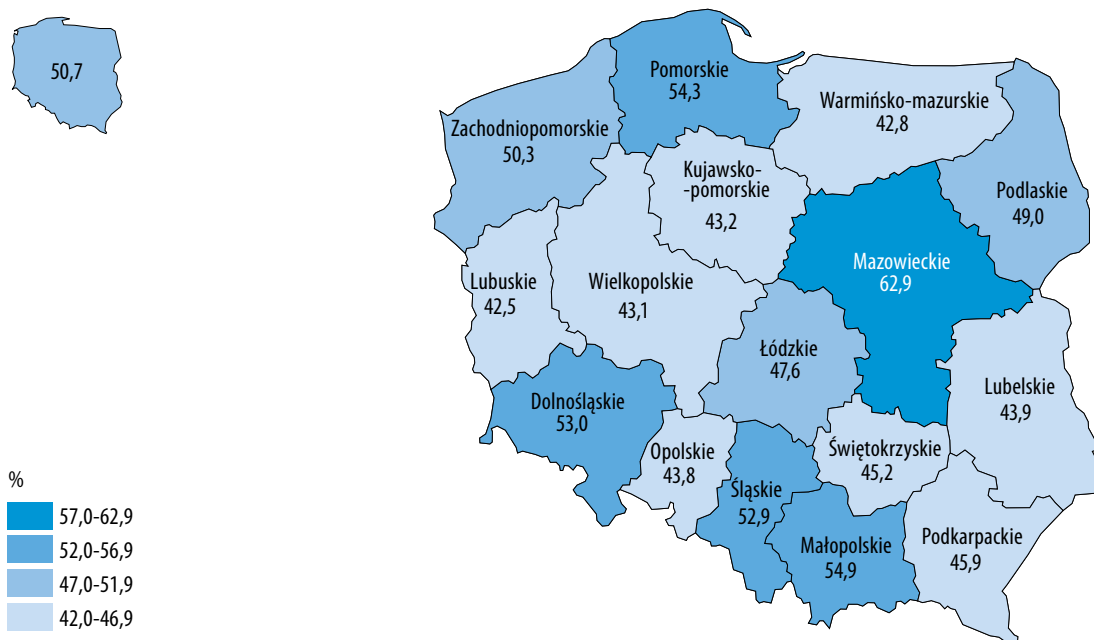 50,7
Pomorskie
54,3
Warmińsko-mazurskie
42,8
Zachodniopomorskie
50,3
Kujawsko-
-pomorskie
43,2
Podlaskie
49,0
Mazowieckie
62,9
Lubuskie
42,5
Wielkopolskie
43,1
Łódzkie
47,6
Lubelskie
43,9
Dolnośląskie
53,0
Opolskie
43,8
Świętokrzyskie
45,2
Śląskie
52,9
Małopolskie
54,9
Podkarpackie
45,9
%
57,0-62,9
52,0-56,9
47,0-51,9
42,0-46,9